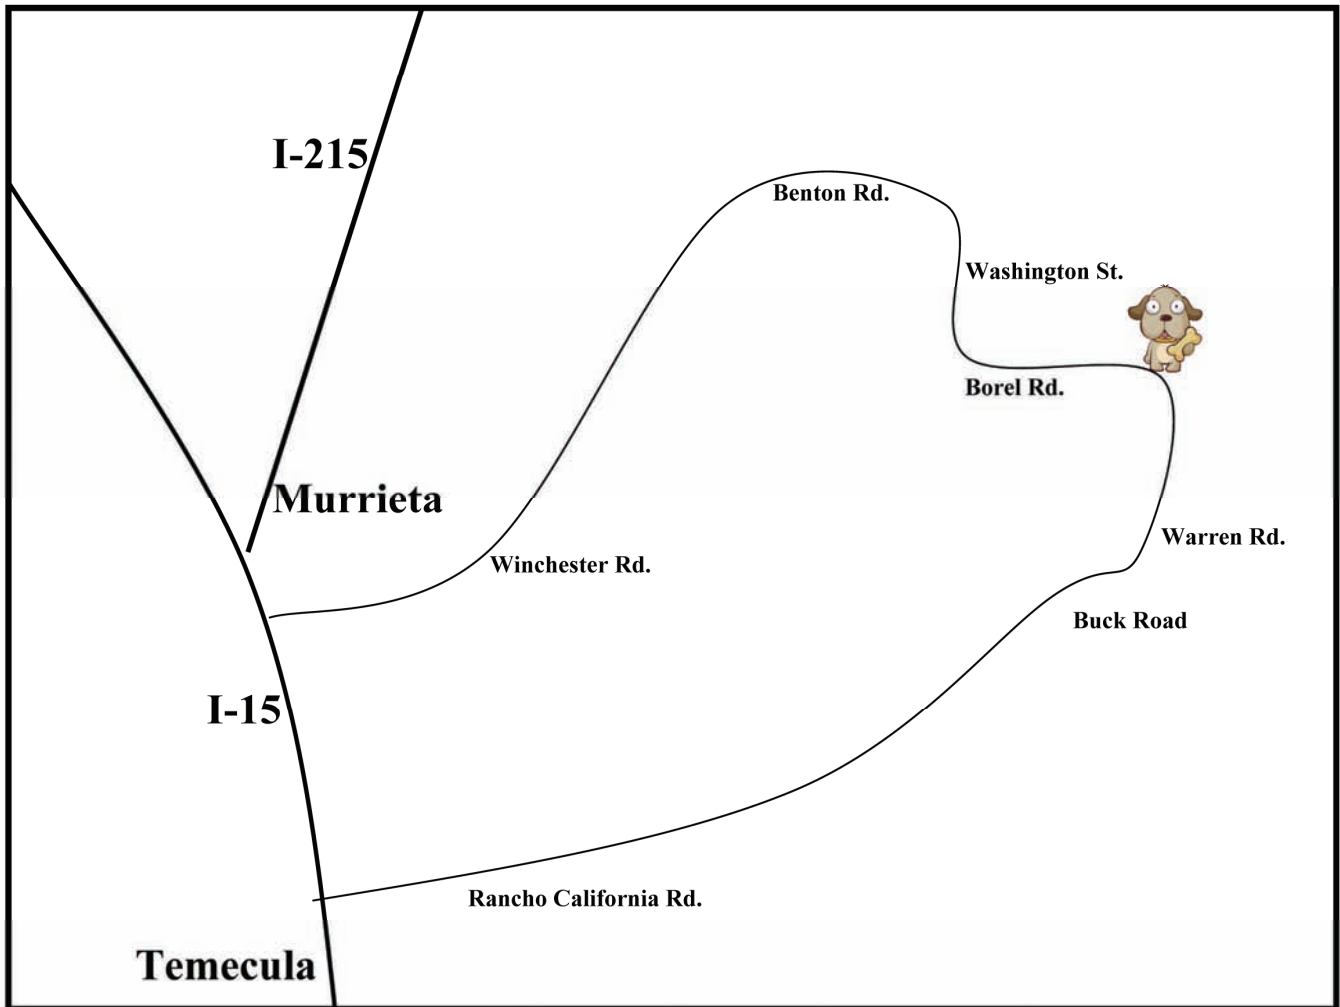 I-215
Benton Rd.
Washington St.
Borel Rd.
Murrieta
Warren Rd.
Winchester Rd.
Buck Road
I-15
Rancho California Rd.
Temecula